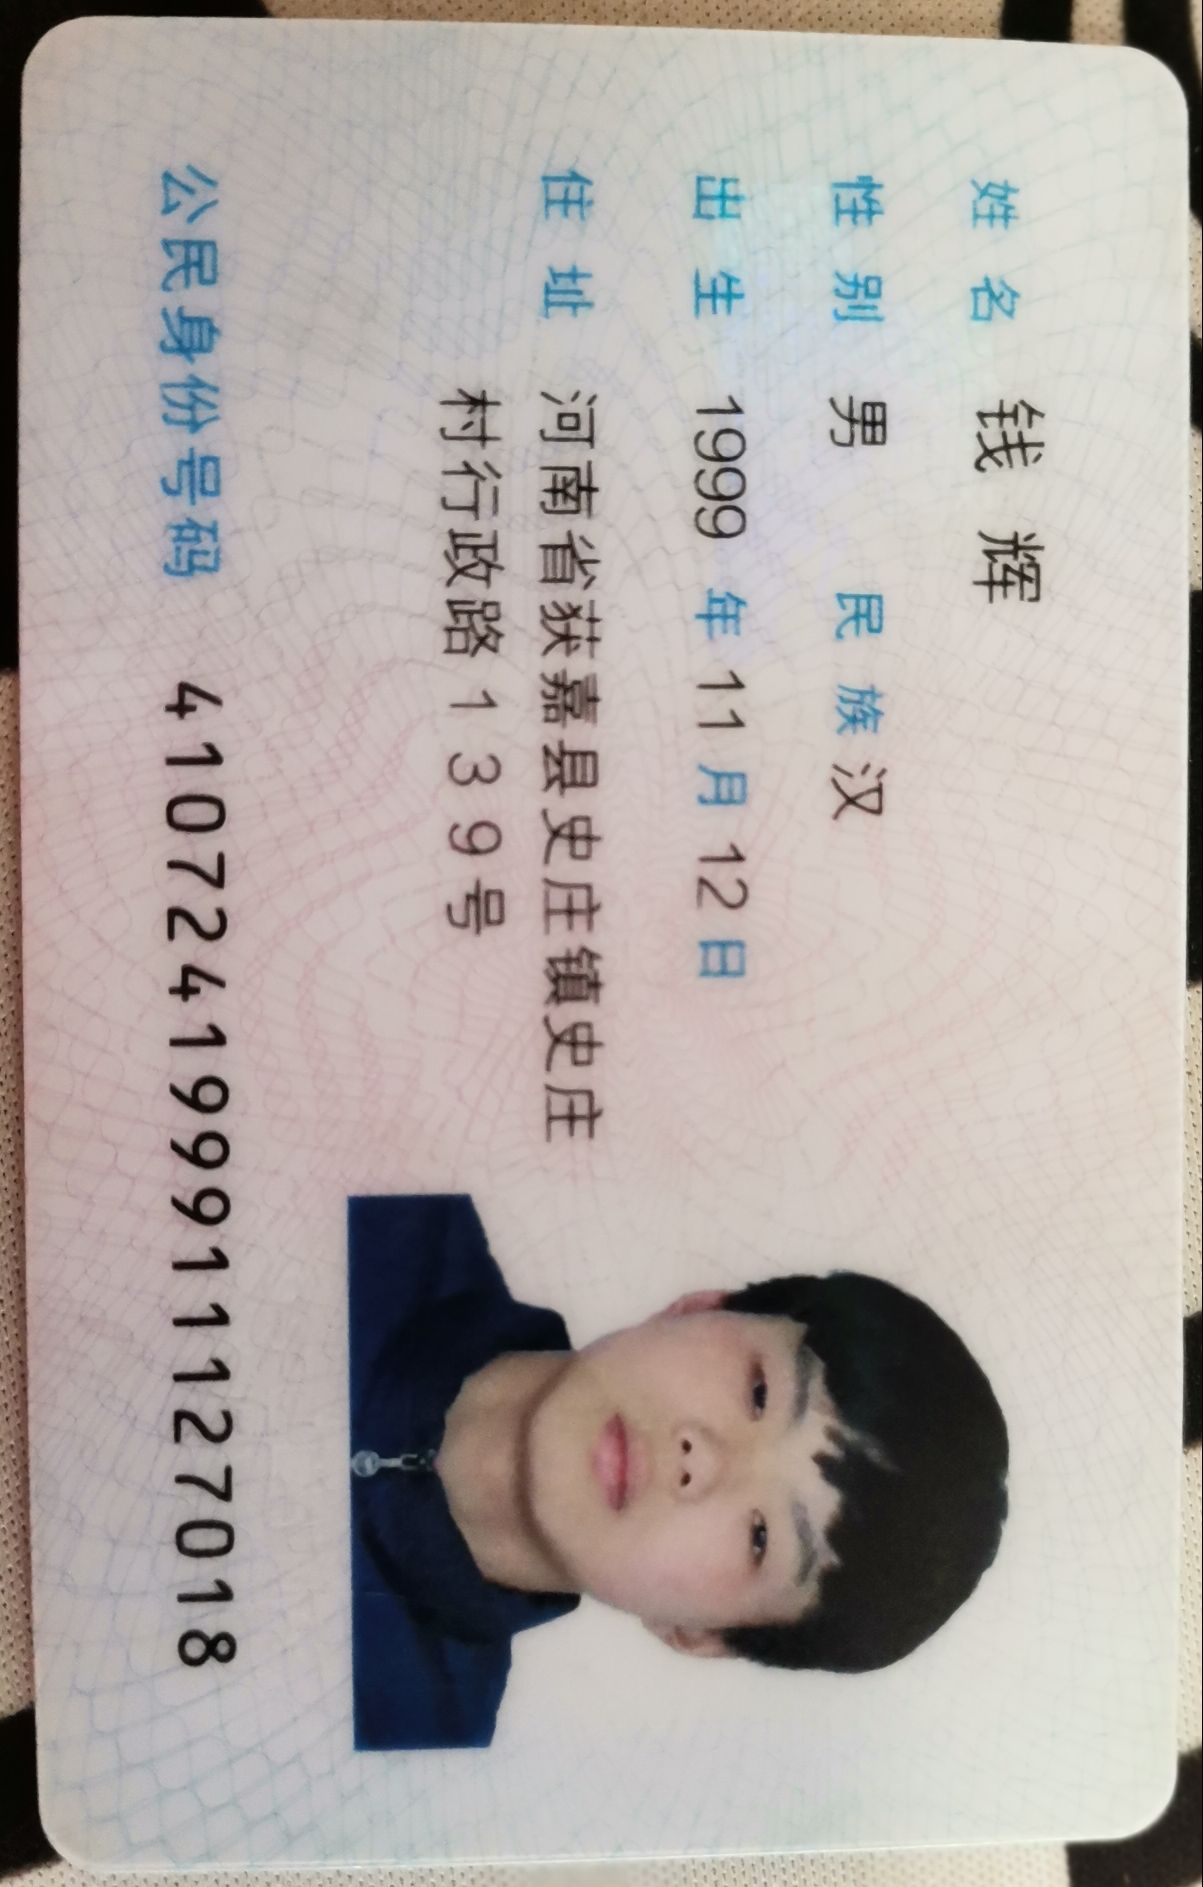 姓名 钱辉
性别 男 民族 汉
出生 1999 年 11 月 12 日
住址 河南省获嘉县史庄镇史庄
村行政路139号
公民身份号码 410724199911127018